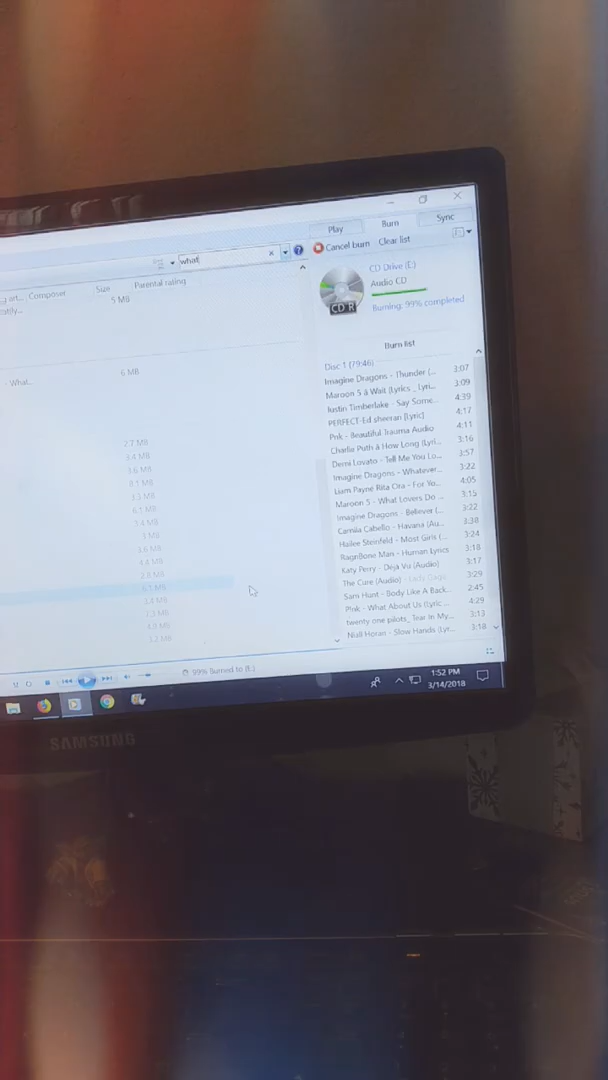 Play Burn Sync
what
Cancel burn Clear list
Composer Size Parental rating
5 MB
CD Drive (E:)
Audio CD
Burning: 99% completed
CD R
Burn list
- What... 6 MB
Disc 1 (79:46)
Imagine Dragons - Thunder (... 3:07
Maroon 5 â Wait (Lyrics _ Lyri... 3:09
Justin Timberlake - Say Some... 4:39
PERFECT-Ed sheeran [Lyric] 4:17
P!nk - Beautiful Trauma Audio 4:11
Charlie Puth â How Long (Lyri... 3:16
Demi Lovato - Tell Me You Lo... 3:57
Imagine Dragons - Whatever... 3:22
Liam Payne Rita Ora - For Yo... 4:05
Maroon 5 - What Lovers Do ... 3:15
Imagine Dragons - Believer (... 3:22
Camila Cabello - Havana (Au... 3:38
Hailee Steinfeld - Most Girls (... 3:24
RagnBone Man - Human Lyrics 3:18
Katy Perry - Deja Vu (Audio) 3:17
The Cure (Audio) - Lady Gaga 3:29
Sam Hunt - Body Like A Back... 2:45
P!nk - What About Us (Lyric ... 4:29
twenty one pilots_ Tear In My... 3:13
Niall Horan - Slow Hands (Lyr... 3:18
99% Burned to (E:)
1:52 PM
3/14/2018
SAMSUNG